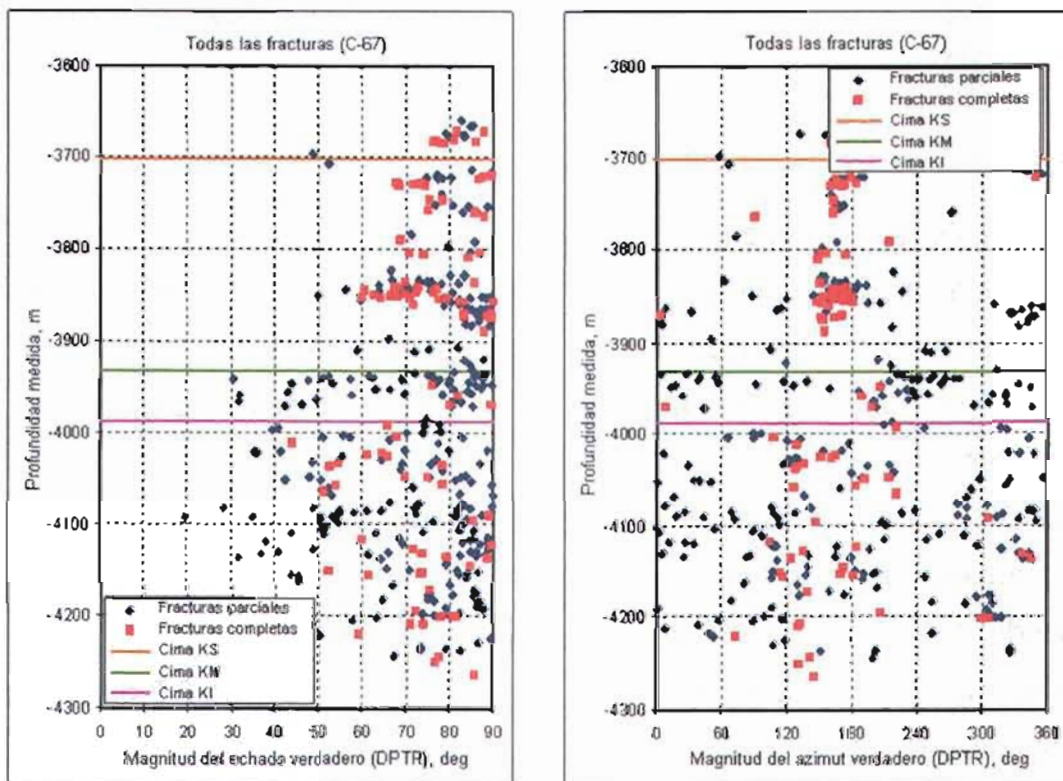 Todas las fracturas (C-67)
-3600
-3700
-3800
-3900
-4000
-4100
-4200
-4300
Profundidad medida, m
Fracturas parciales
Fracturas completas
Cima KS
Cima KM
Cima KI
0 10 20 30 40 50 60 70 80 90
Magnitud del echado verdadero (DPTR), deg
Todas las fracturas (C-67)
-3600
-3700
-3800
-3900
-4000
-4100
-4200
-4300
Profundidad medida, m
Fracturas parciales
Fracturas completas
Cima KS
Cima KM
Cima KI
0 60 120 180 240 300 360
Magnitud del azimut verdadero (DPTR), deg